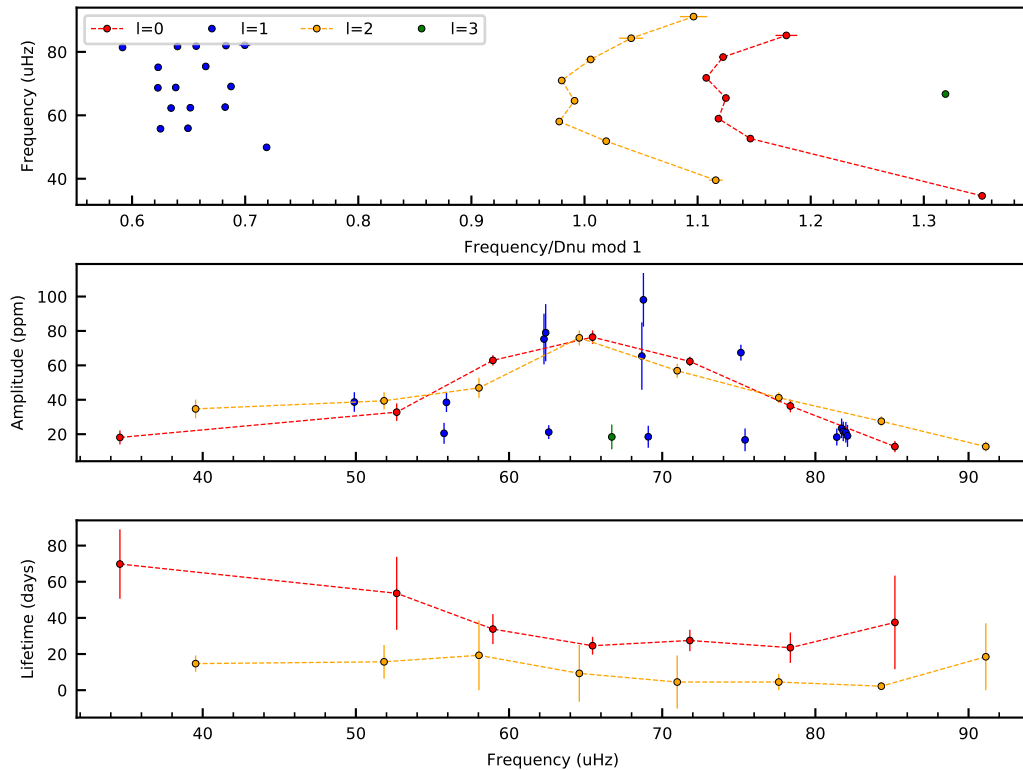 l=0 l=1 l=2 l=3
80
60
40
Frequency (uHz)
0.6 0.7 0.8 0.9 1.0 1.1 1.2 1.3
Frequency/Dnu mod 1
100
80
60
40
20
Amplitude (ppm)
40 50 60 70 80 90
80
60
40
20
0
Lifetime (days)
40 50 60 70 80 90
Frequency (uHz)